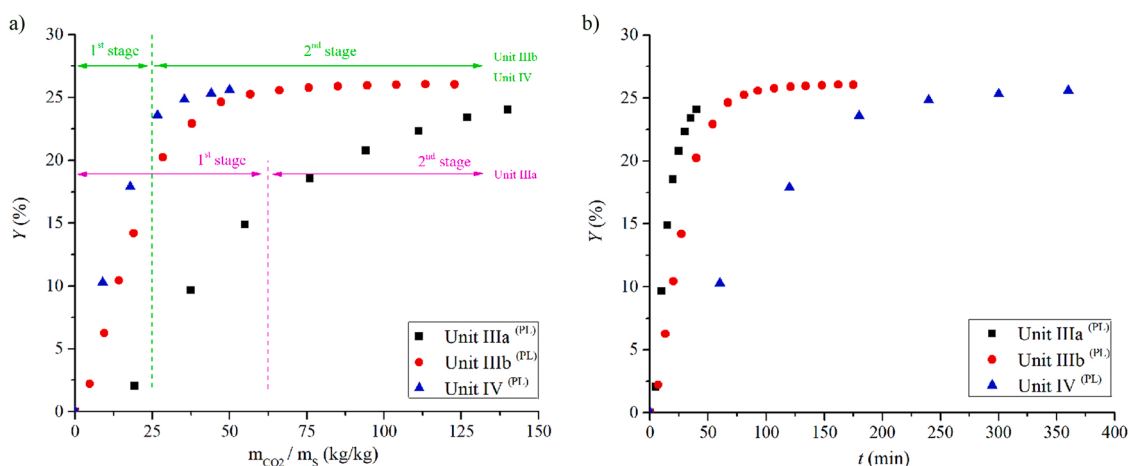 a)
1st stage
2nd stage
Unit IIIb
Unit IV
1st stage
2nd stage
Unit IIIa
Y (%)
30
25
20
15
10
5
0
0
25
50
75
100
125
150
mCO2 / mS (kg/kg)
Unit IIIa (PL)
Unit IIIb (PL)
Unit IV (PL)
b)
Y (%)
30
25
20
15
10
5
0
0
50
100
150
200
250
300
350
400
t (min)
Unit IIIa (PL)
Unit IIIb (PL)
Unit IV (PL)